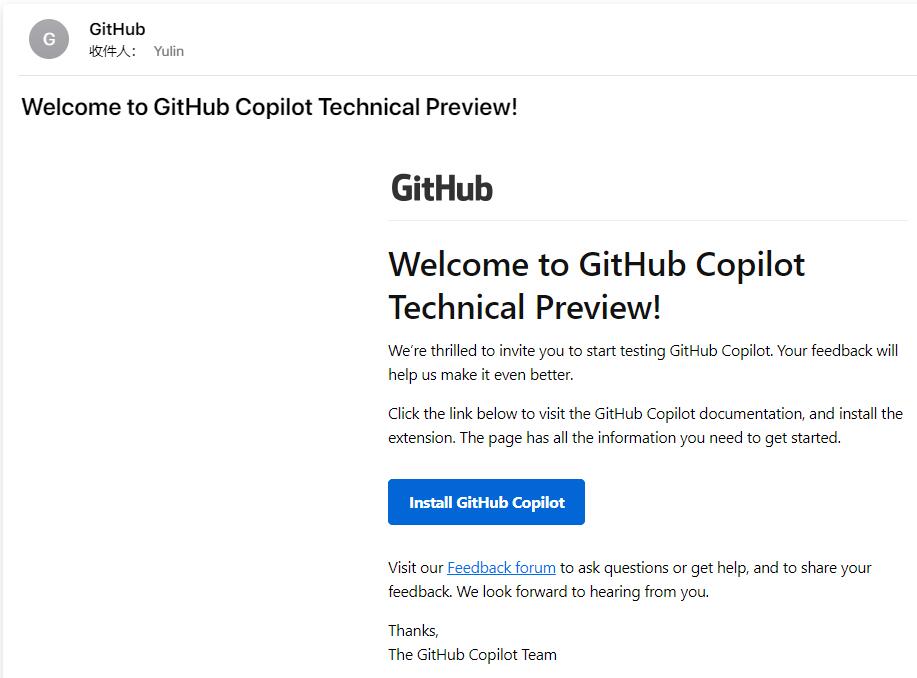 G
GitHub
收件人： Yulin
Welcome to GitHub Copilot Technical Preview!
GitHub
Welcome to GitHub Copilot
Technical Preview!
We’re thrilled to invite you to start testing GitHub Copilot. Your feedback will
help us make it even better.
Click the link below to visit the GitHub Copilot documentation, and install the
extension. The page has all the information you need to get started.
Install GitHub Copilot
Visit our Feedback forum to ask questions or get help, and to share your
feedback. We look forward to hearing from you.
Thanks,
The GitHub Copilot Team